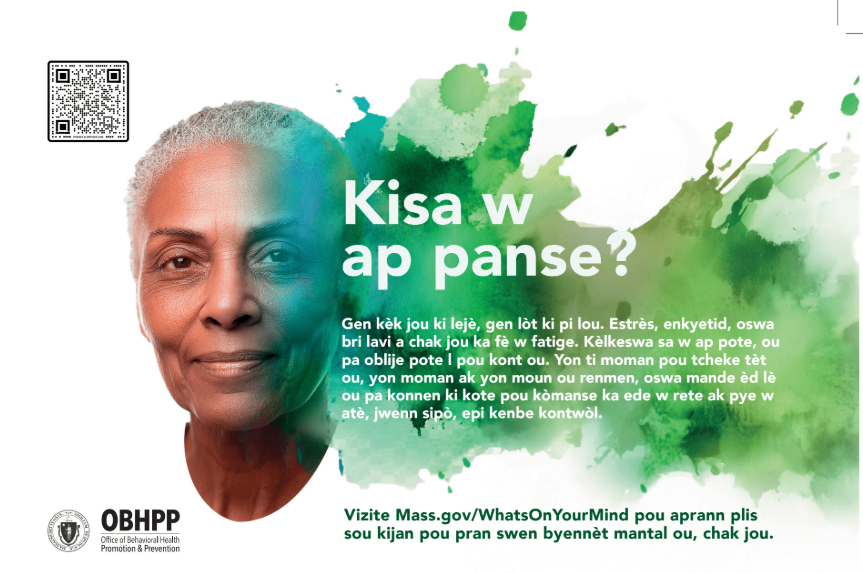 Kisa w
ap panse?
Gen kèk jou ki lejè, gen lòt ki pi lou. Estrès, enkyetid, oswa
bri lavi a chak jou ka fè w fatige. Kèlkeswa sa w ap pote, ou
pa oblije pote l pou kont ou. Yon ti moman pou tcheke tèt
ou, yon moman ak yon moun ou renmen, oswa mande èd lè
ou pa konnen ki kote pou kòmanse ka ede w rete ak pye w
atè, jwenn sipò, epi kenbe kontwòl.
Vizite Mass.gov/WhatsOnYourMind pou aprann plis
sou kijan pou pran swen byennèt mantal ou, chak jou.
OBHPP
Office of Behavioral Health
Promotion & Prevention